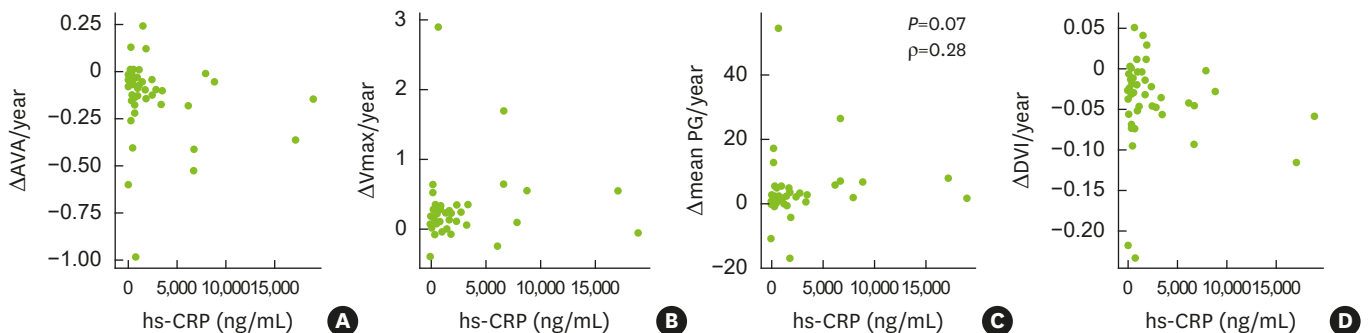 0.25
0
−0.25
−0.50
−0.75
−1.00
ΔAVA/year
0 5,000 10,000 15,000
hs-CRP (ng/mL)
A
3
2
1
0
ΔVmax/year
0 5,000 10,000 15,000
hs-CRP (ng/mL)
B
P=0.07
ρ=0.28
40
20
0
−20
Δmean PG/year
0 5,000 10,000 15,000
hs-CRP (ng/mL)
C
0.05
0
−0.05
−0.10
−0.15
−0.20
ΔDVI/year
0 5,000 10,000 15,000
hs-CRP (ng/mL)
D